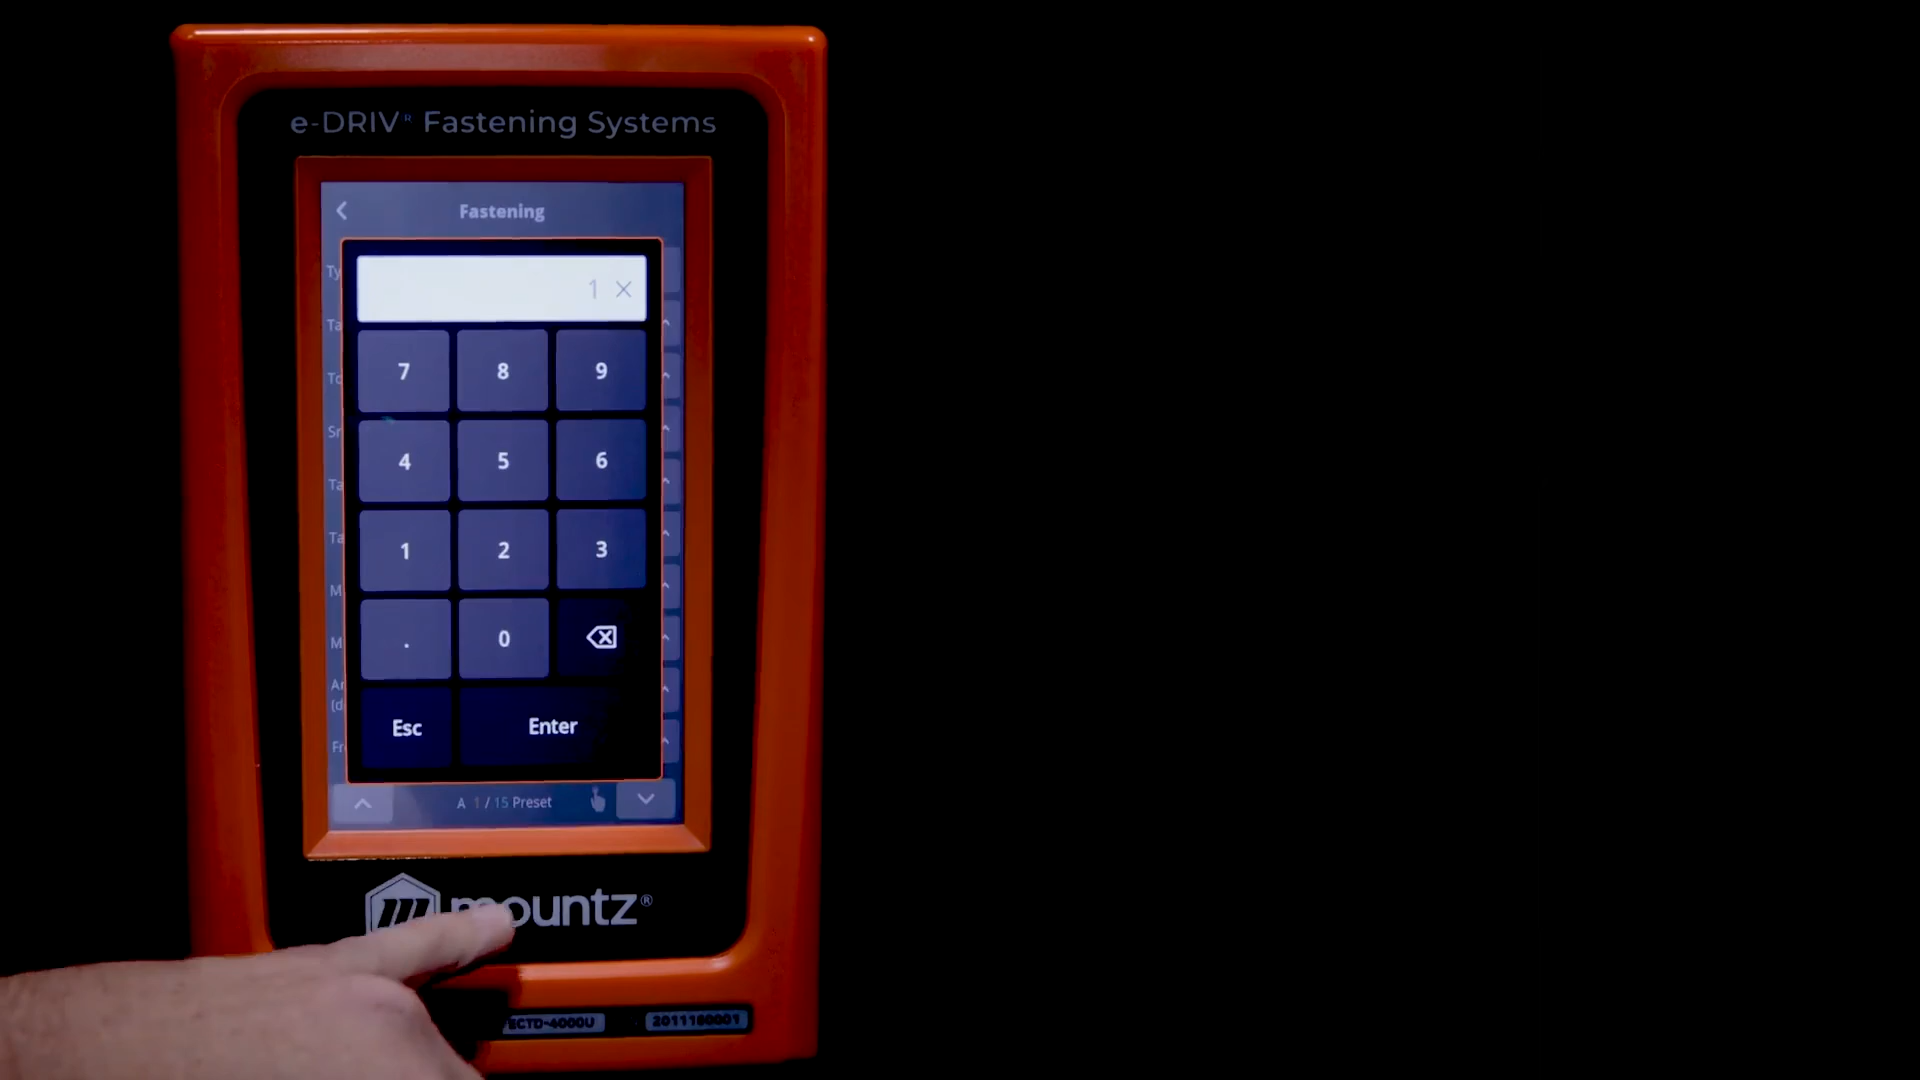 e-DRIV® Fastening Systems
Fastening
1
7 8 9
4 5 6
1 2 3
. 0
Esc Enter
A 1 / 15 Preset
mountz®
ECTD-4000U 2011180001